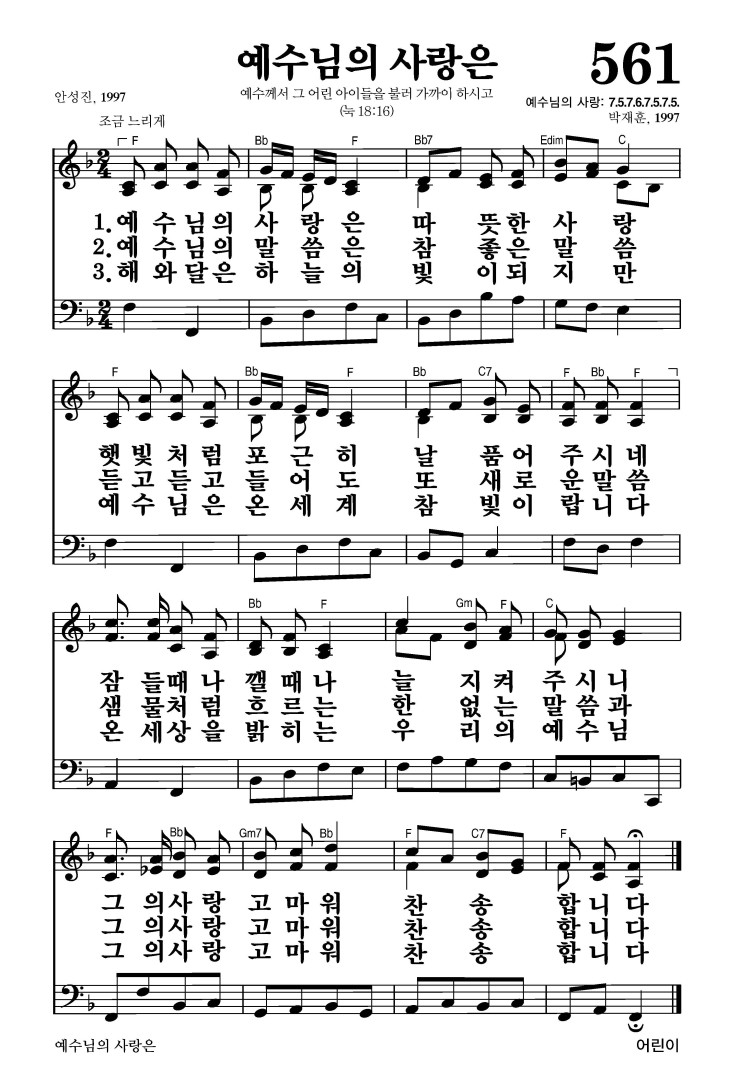 예수님의 사랑은 561
안성진, 1997 예수께서 그 어린 아이들을 불러 가까이 하시고 예수님의 사랑: 7.5.7.6.7.5.7.5.
(눅 18:16) 박재훈, 1997
조금 느리게
F Bb F Bb7 Edim C
2 4
1.예 수 님의 사 랑 은 따 뜻한 사 랑
2.예 수 님의 말 씀 은 참 좋은 말 씀
3.해 와 달은 하 늘 의 빛 이되 지 만
2 4
F Bb F Bb C7 F Bb F
햇 빛 처 럼 포 근 히 날 품어 주 시 네
듣 고 듣 고 들 어 도 또 새로 운 말 씀
예 수 님 은 온 세 계 참 빛이 랍 니 다
Bb F Gm F C
잠 들때 나 깰 때 나 늘 지 켜 주 시 니
샘 물처 럼 흐 르 는 한 없 는 말 씀 과
온 세상 을 밝 히 는 우 리 의 예 수 님
F Bb Gm7 Bb F C7 F
그 의사 랑 고 마 워 찬 송 합 니 다
그 의사 랑 고 마 워 찬 송 합 니 다
그 의사 랑 고 마 워 찬 송 합 니 다
예수님의 사랑은 어린이